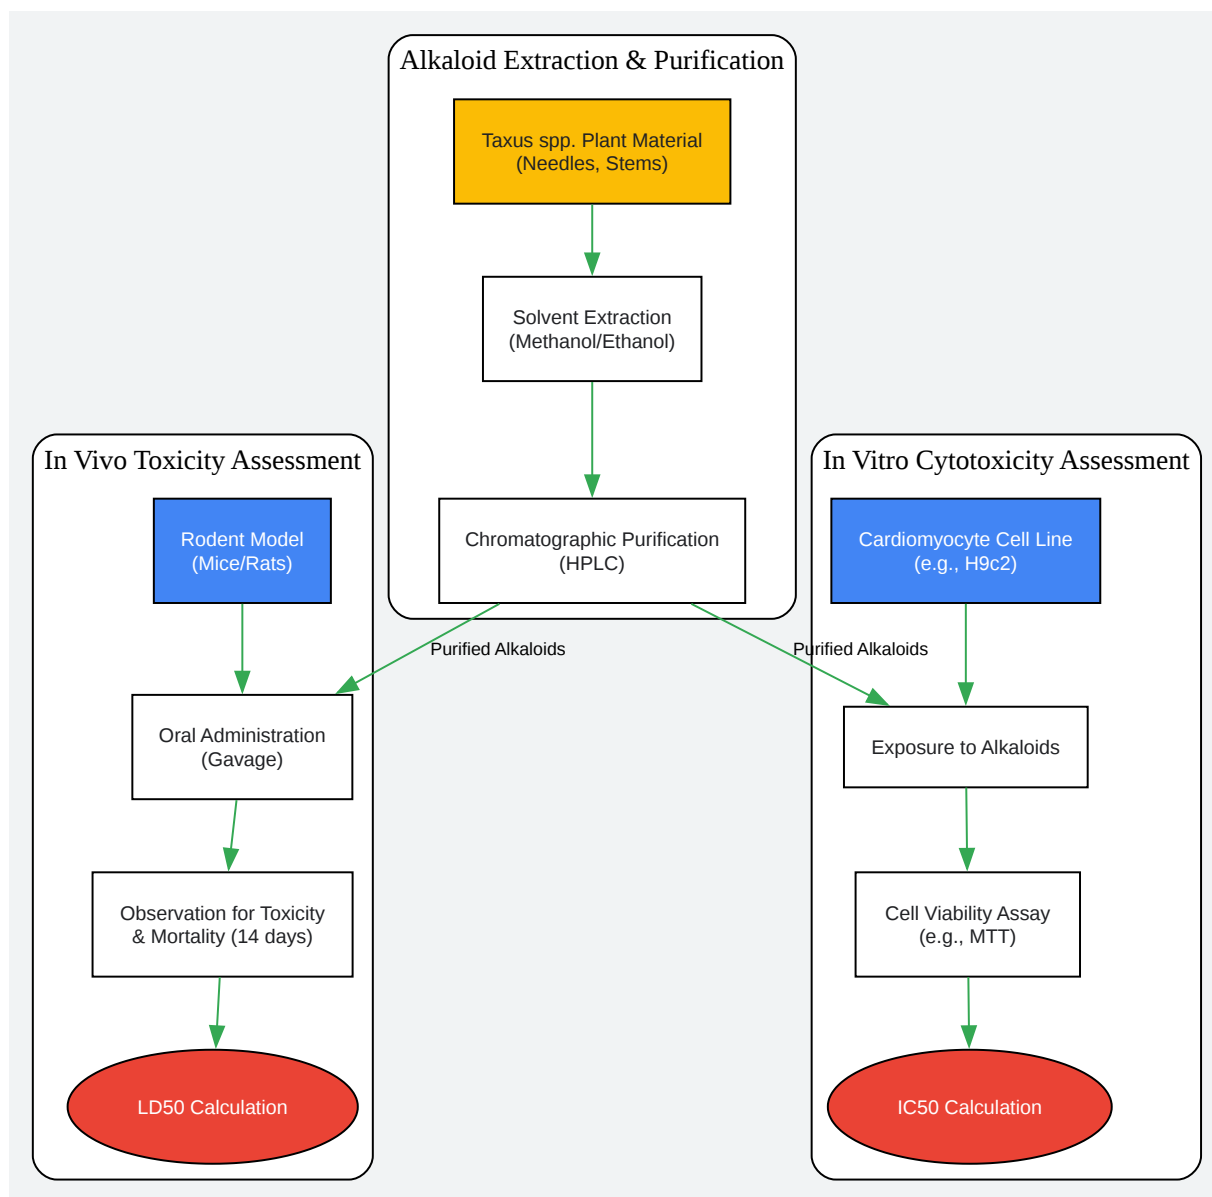 Alkaloid Extraction & Purification
Taxus spp. Plant Material
(Needles, Stems)
Solvent Extraction
(Methanol/Ethanol)
Chromatographic Purification
(HPLC)
Purified Alkaloids
Purified Alkaloids
In Vivo Toxicity Assessment
Rodent Model
(Mice/Rats)
Oral Administration
(Gavage)
Observation for Toxicity
& Mortality (14 days)
LD50 Calculation
In Vitro Cytotoxicity Assessment
Cardiomyocyte Cell Line
(e.g., H9c2)
Exposure to Alkaloids
Cell Viability Assay
(e.g., MTT)
IC50 Calculation